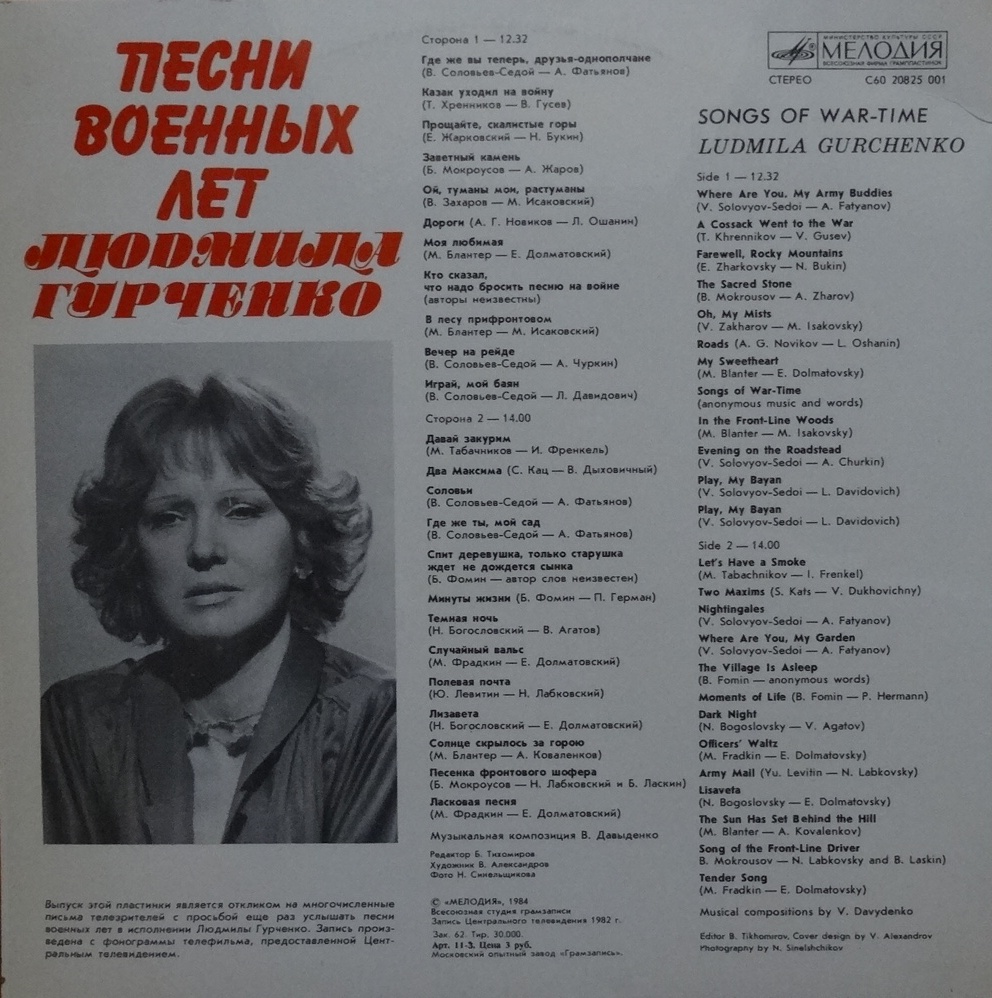 ПЕСНИ
ВОЕННЫХ
ЛЕТ
ЛЮДМИЛА
ГУРЧЕНКО
Выпуск этой пластинки является откликом на многочисленные
письма телезрителей с просьбой еще раз услышать песни
военных лет в исполнении Людмилы Гурченко. Запись произ-
ведена с фонограммы телефильма, предоставленной Цент-
ральным телевидением.
Сторона 1 — 12.32
Где же вы теперь, друзья-однополчане
(В. Соловьев-Седой — А. Фатьянов)
Казак уходил на войну
(Т. Хренников — В. Гусев)
Прощайте, скалистые горы
(Е. Жарковский — Н. Букин)
Заветный камень
(Б. Мокроусов — А. Жаров)
Ой, туманы мои, растуманы
(В. Захаров — М. Исаковский)
Дороги (А. Г. Новиков — Л. Ошанин)
Моя любимая
(М. Блантер — Е. Долматовский)
Кто сказал,
что надо бросить песню на войне
(авторы неизвестны)
В лесу прифронтовом
(М. Блантер — М. Исаковский)
Вечер на рейде
(В. Соловьев-Седой — А. Чуркин)
Играй, мой баян
(В. Соловьев-Седой — Л. Давидович)
Сторона 2 — 14.00
Давай закурим
(М. Табачников — И. Френкель)
Два Максима (С. Кац — В. Дыховичный)
Соловьи
(В. Соловьев-Седой — А. Фатьянов)
Где же ты, мой сад
(В. Соловьев-Седой — А. Фатьянов)
Спит деревушка, только старушка
ждет не дождется сынка
(Б. Фомин — автор слов неизвестен)
Минуты жизни (Б. Фомин — П. Герман)
Темная ночь
(Н. Богословский — В. Агатов)
Случайный вальс
(М. Фрадкин — Е. Долматовский)
Полевая почта
(Ю. Левитин — Н. Лабковский)
Лизавета
(Н. Богословский — Е. Долматовский)
Солнце скрылось за горою
(М. Блантер — А. Коваленков)
Песенка фронтового шофера
(Б. Мокроусов — Н. Лабковский и Б. Ласкин)
Ласковая песня
(М. Фрадкин — Е. Долматовский)
Музыкальная композиция В. Давыденко
Редактор Б. Тихомиров
Художник В. Александров
Фото Н. Синельщикова
© «МЕЛОДИЯ», 1984
Всесоюзная студия грамзаписи
Запись Центрального телевидения 1982 г.
Зак. 62. Тир. 30.000.
Арт. 11-3. Цена 3 руб.
Московский опытный завод «Грамзапись».
МИНИСТЕРСТВО КУЛЬТУРЫ СССР
МЕЛОДИЯ
ВСЕСОЮЗНАЯ ФИРМА ГРАМПЛАСТИНОК
СТЕРЕО С60 20825 001
SONGS OF WAR-TIME
LUDMILA GURCHENKO
Side 1 — 12.32
Where Are You, My Army Buddies
(V. Solovyov-Sedoi — A. Fatyanov)
A Cossack Went to the War
(T. Khrennikov — V. Gusev)
Farewell, Rocky Mountains
(E. Zharkovsky — N. Bukin)
The Sacred Stone
(B. Mokrousov — A. Zharov)
Oh, My Mists
(V. Zakharov — M. Isakovsky)
Roads (A. G. Novikov — L. Oshanin)
My Sweetheart
(M. Blanter — E. Dolmatovsky)
Songs of War-Time
(anonymous music and words)
In the Front-Line Woods
(M. Blanter — M. Isakovsky)
Evening on the Roadstead
(V. Solovyov-Sedoi — A. Churkin)
Play, My Bayan
(V. Solovyov-Sedoi — L. Davidovich)
Play, My Bayan
(V. Solovyov-Sedoi — L. Davidovich)
Side 2 — 14.00
Let's Have a Smoke
(M. Tabachnikov — I. Frenkel)
Two Maxims (S. Kats — V. Dukhovichny)
Nightingales
(V. Solovyov-Sedoi — A. Fatyanov)
Where Are You, My Garden
(V. Solovyov-Sedoi — A. Fatyanov)
The Village Is Asleep
(B. Fomin — anonymous words)
Moments of Life (B. Fomin — P. Hermann)
Dark Night
(N. Bogoslovsky — V. Agatov)
Officers' Waltz
(M. Fradkin — E. Dolmatovsky)
Army Mail (Yu. Levitin — N. Labkovsky)
Lisaveta
(N. Bogoslovsky — E. Dolmatovsky)
The Sun Has Set Behind the Hill
(M. Blanter — A. Kovalenkov)
Song of the Front-Line Driver
B. Mokrousov — N. Labkovsky and B. Laskin)
Tender Song
(M. Fradkin — E. Dolmatovsky)
Musical compositions by V. Davydenko
Editor B. Tikhomirov, Cover design by V. Alexandrov
Photography by N. Sinelshchikov